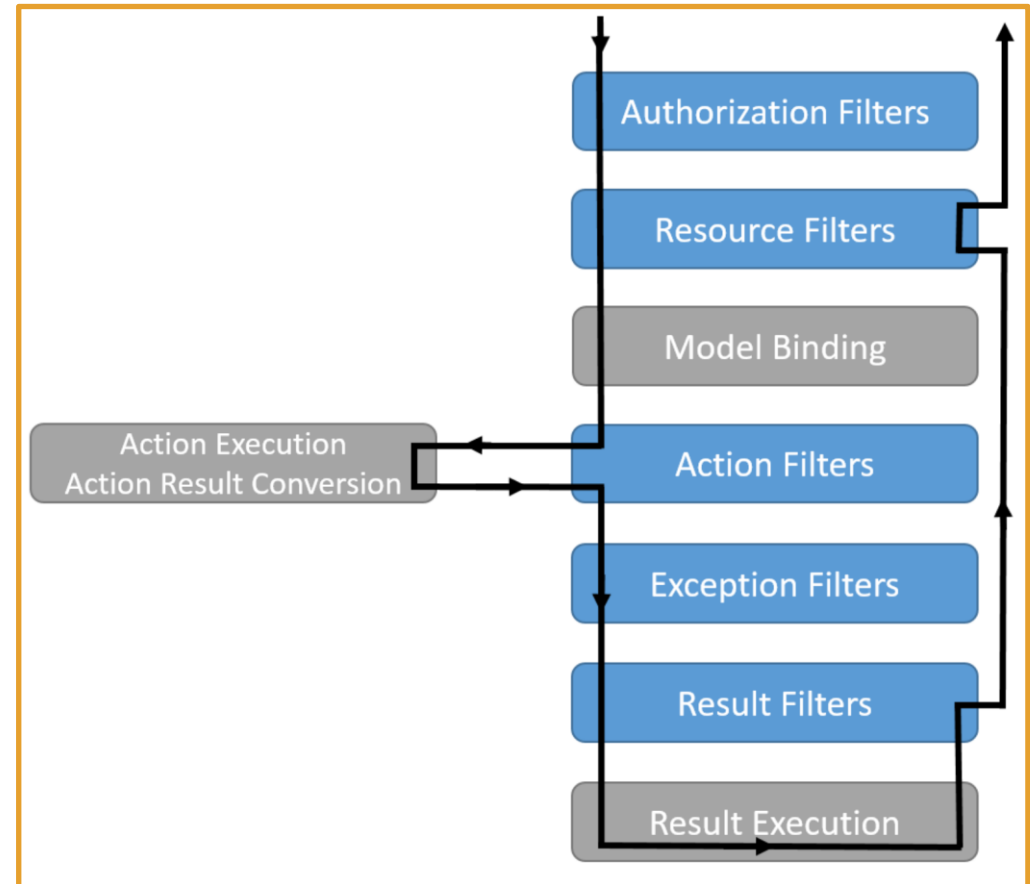 Authorization Filters
Resource Filters
Model Binding
Action Execution
Action Result Conversion
Action Filters
Exception Filters
Result Filters
Result Execution